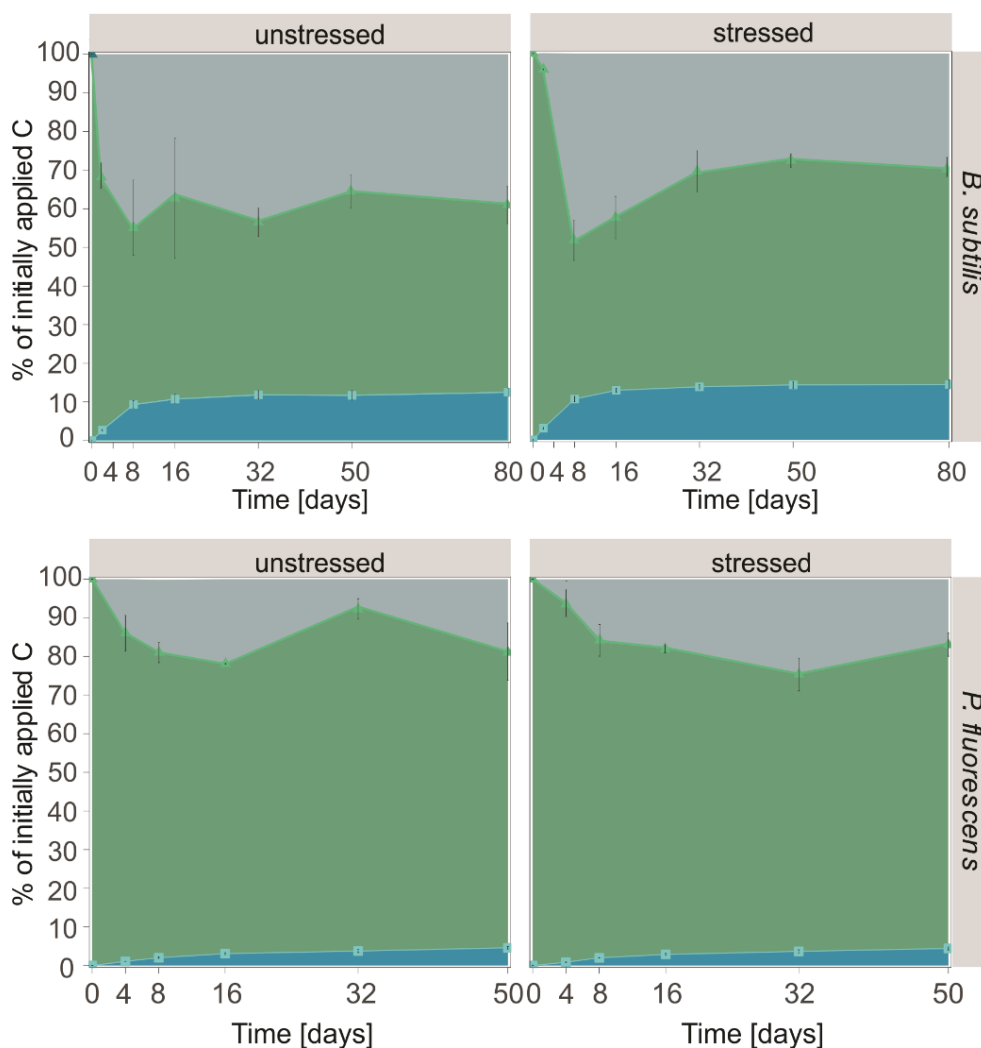 unstressed
stressed
% of initially applied C
100
90
80
70
60
50
40
30
20
10
0
0 4 8 16 32 50 80
Time [days]
0 4 8 16 32 50 80
Time [days]
B. subtilis
unstressed
stressed
% of initially applied C
100
90
80
70
60
50
40
30
20
10
0
0 4 8 16 32 50
Time [days]
0 4 8 16 32 50
Time [days]
P. fluorescens